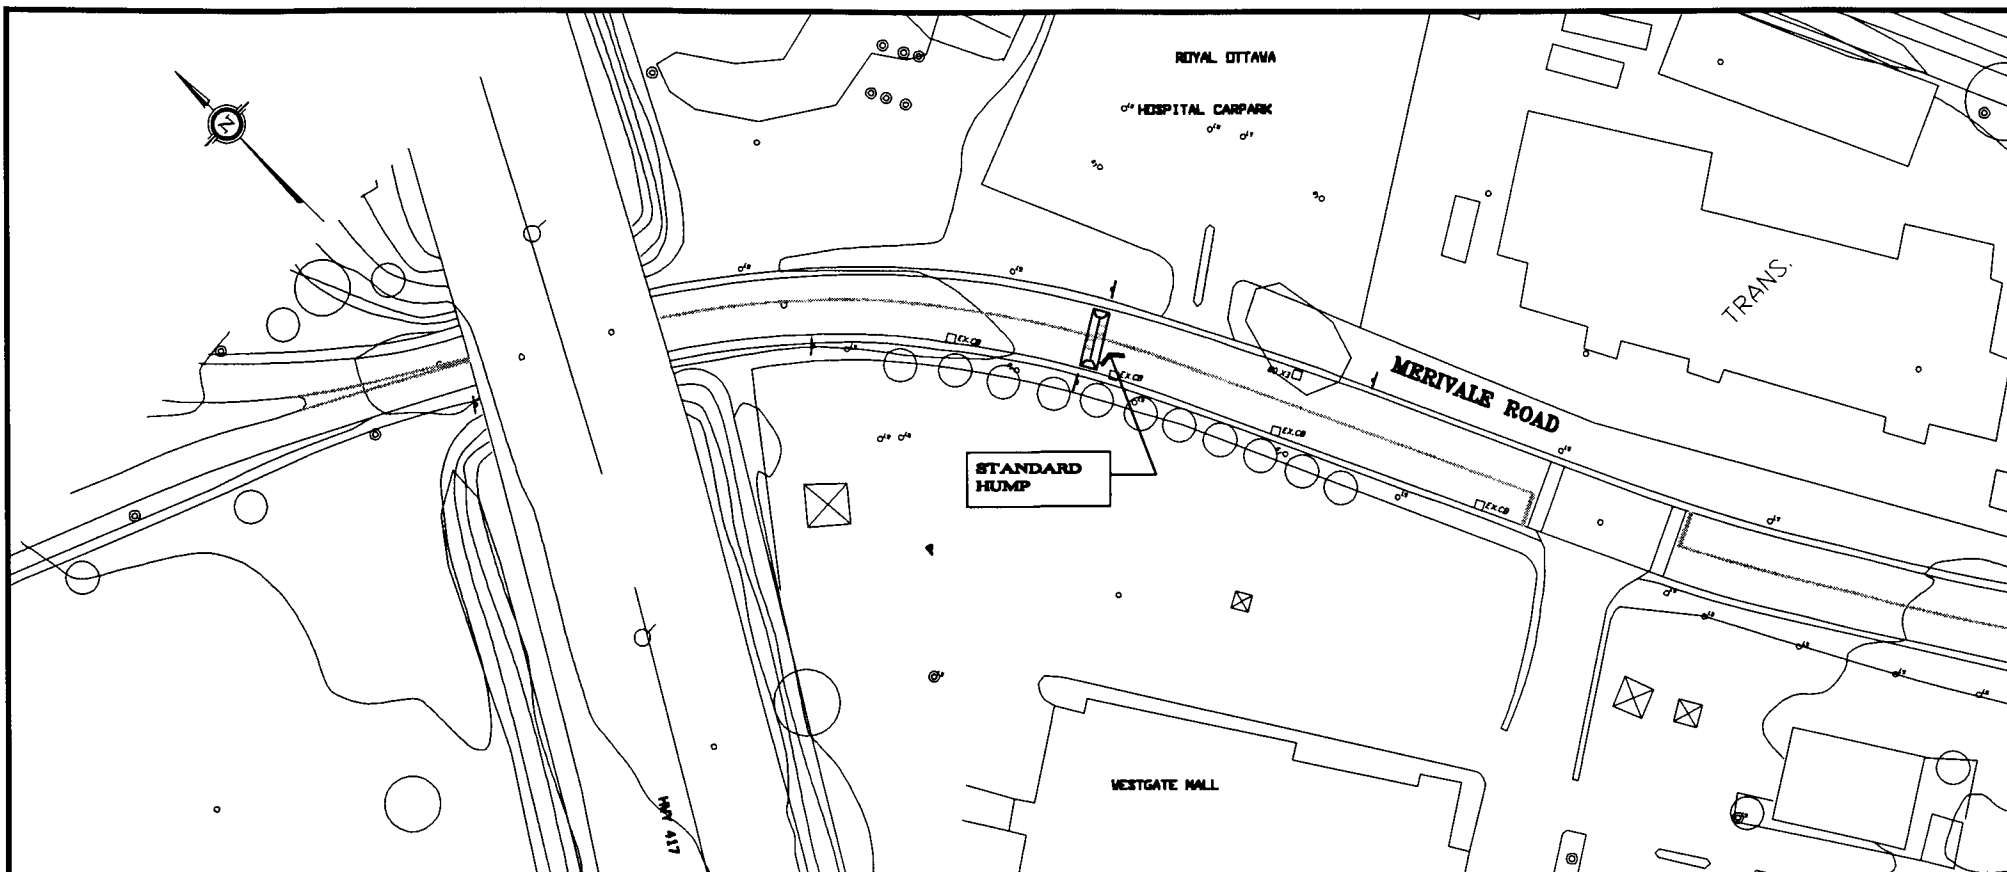 ROYAL OTTAWA
HOSPITAL CARPARK
N
TRANS.
MERIVALE ROAD
EX.CB
EX.CB
EX.CB
EX.CB
STANDARD
HUMP
WESTGATE MALL
HWY 417